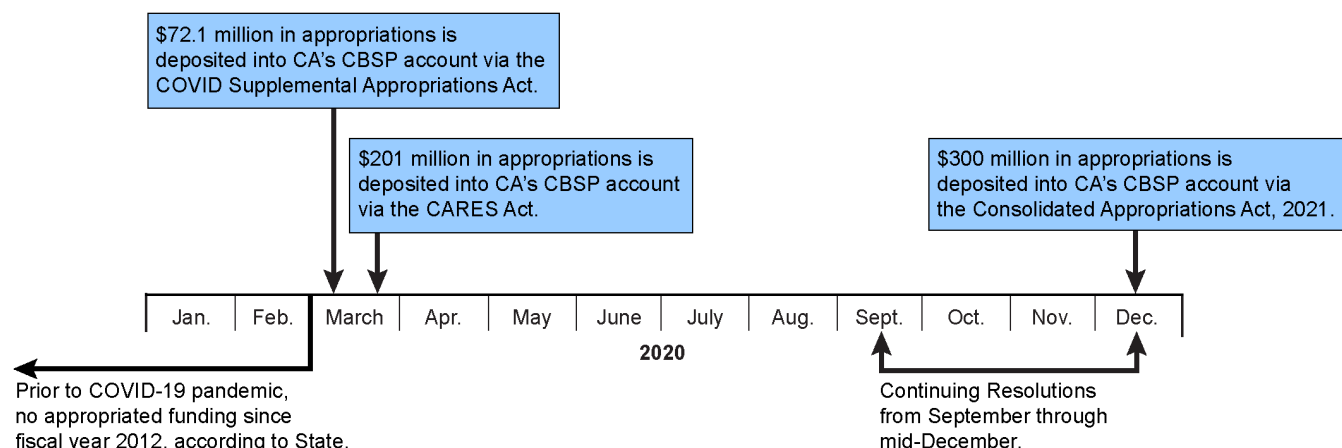 $72.1 million in appropriations is
deposited into CA's CBSP account via the
COVID Supplemental Appropriations Act.
$201 million in appropriations is
deposited into CA's CBSP account
via the CARES Act.
$300 million in appropriations is
deposited into CA's CBSP account via
the Consolidated Appropriations Act, 2021.
Jan. Feb. March Apr. May June July Aug. Sept. Oct. Nov. Dec.
2020
Prior to COVID-19 pandemic,
no appropriated funding since
fiscal year 2012, according to State.
Continuing Resolutions
from September through
mid-December.